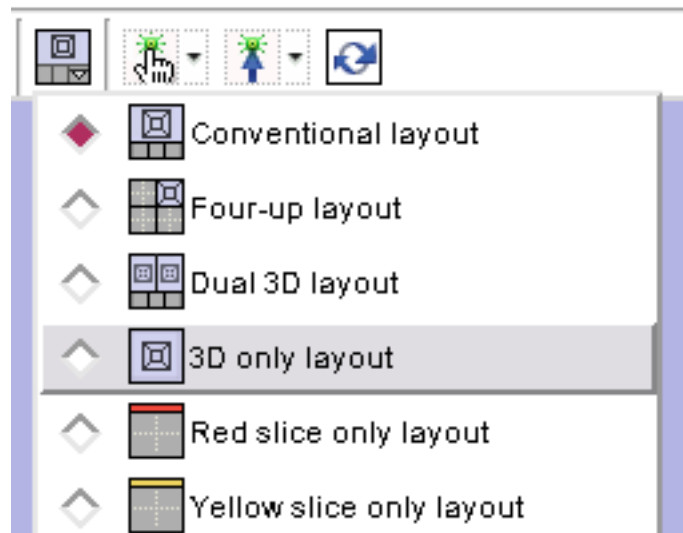 Conventional layout
Four-up layout
Dual 3D layout
3D only layout
Red slice only layout
Yellow slice only layout